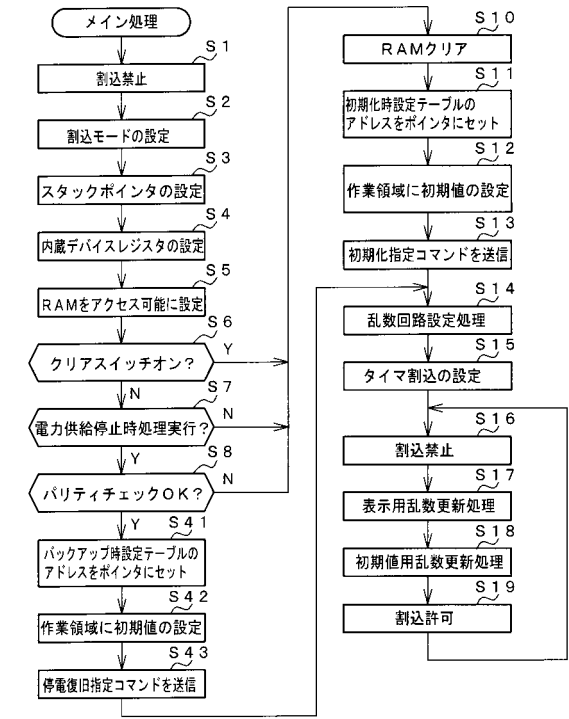 メイン処理
S1
割込禁止
S2
割込モードの設定
S3
スタックポインタの設定
S4
内蔵デバイスレジスタの設定
S5
RAMをアクセス可能に設定
S6
クリアスイッチオン?
Y
N
S7
電力供給停止時処理実行?
N
Y
S8
パリティチェックOK?
N
Y
S41
バックアップ時設定テーブルの
アドレスをポインタにセット
S42
作業領域に初期値の設定
S43
停電復旧指定コマンドを送信
S10
RAMクリア
S11
初期化時設定テーブルの
アドレスをポインタにセット
S12
作業領域に初期値の設定
S13
初期化指定コマンドを送信
S14
乱数回路設定処理
S15
タイマ割込の設定
S16
割込禁止
S17
表示用乱数更新処理
S18
初期値用乱数更新処理
S19
割込許可